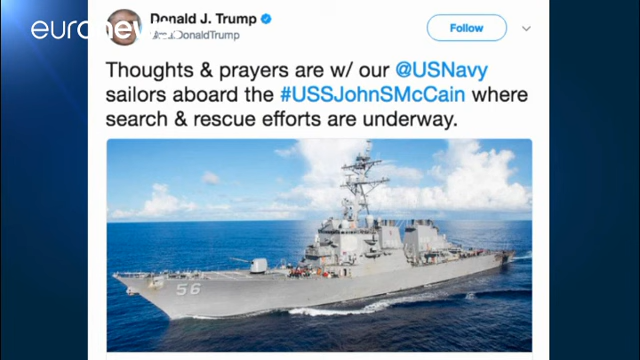 euronews.
Donald J. Trump
@realDonaldTrump
Follow
Thoughts & prayers are w/ our @USNavy
sailors aboard the #USSJohnSMcCain where
search & rescue efforts are underway.
56